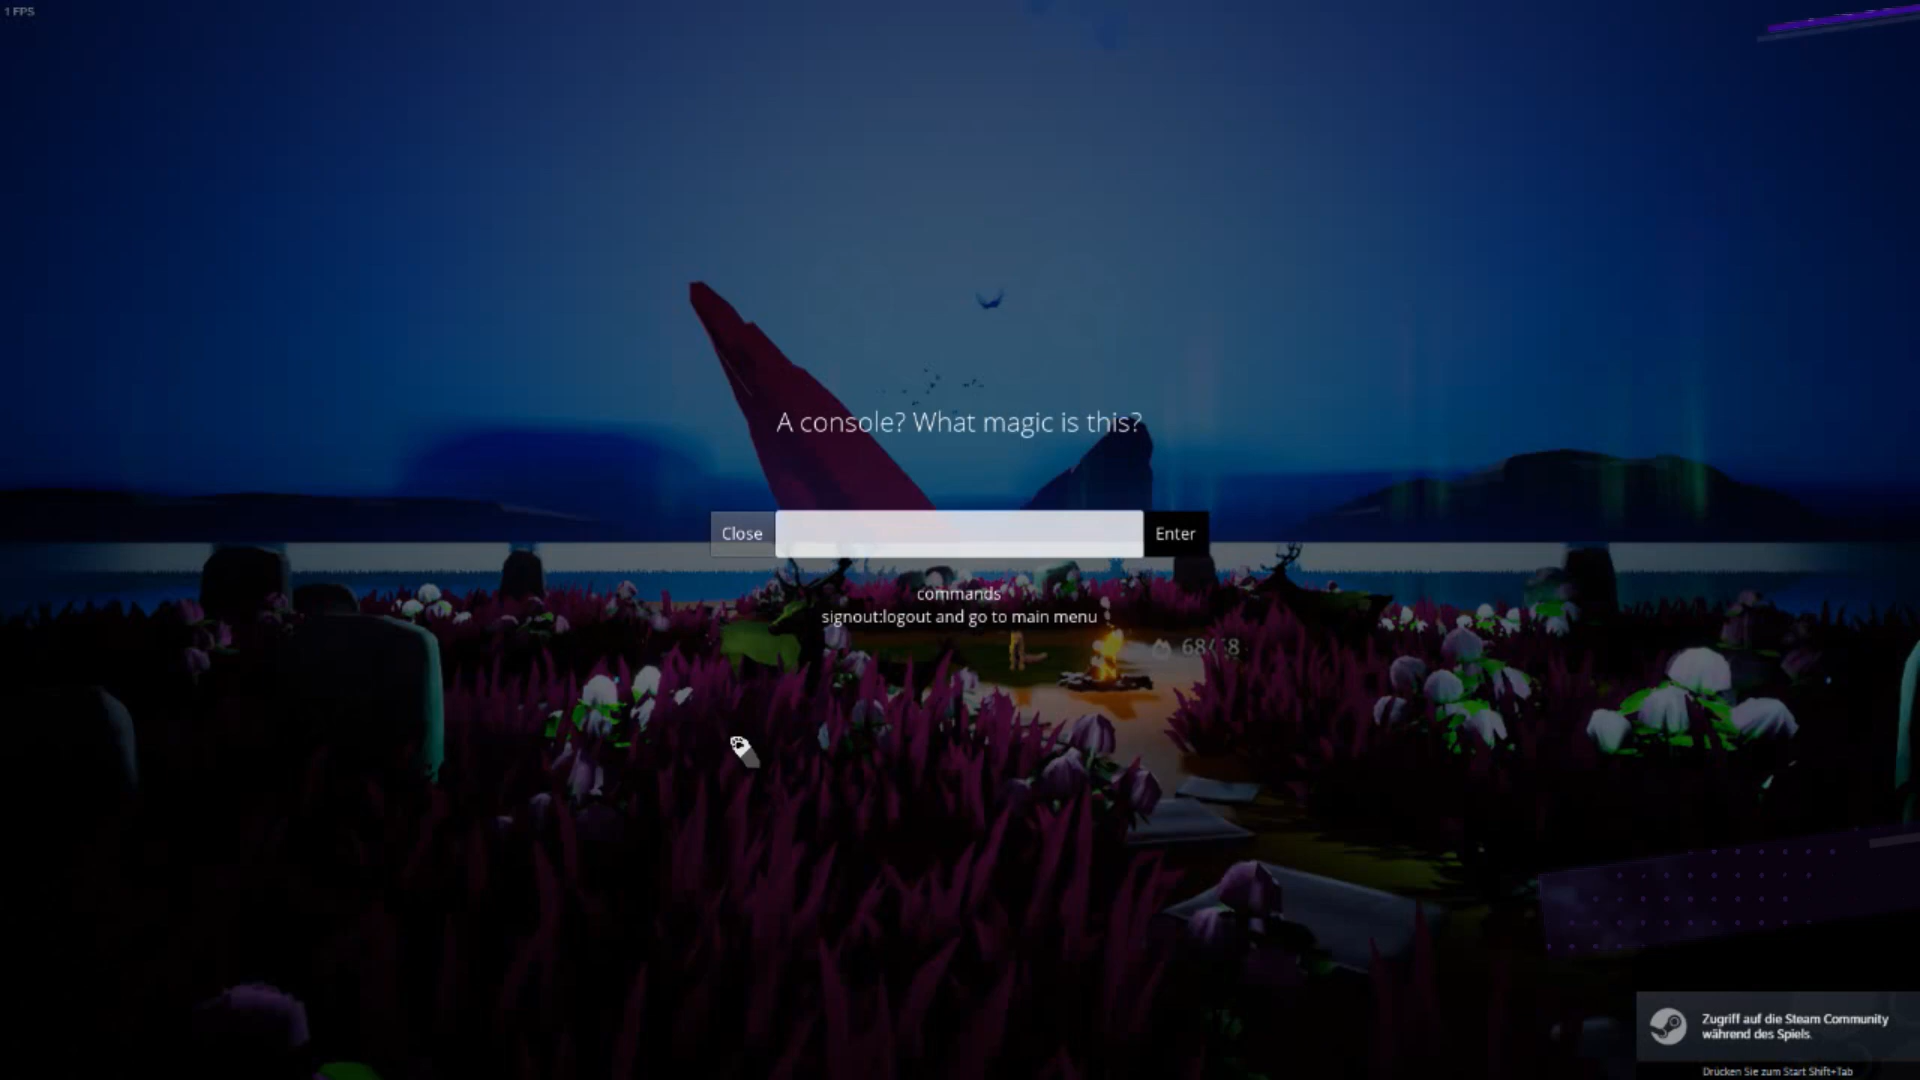 1 FPS
A console? What magic is this?
Close
Enter
commands
signout:logout and go to main menu
Zugriff auf die Steam Community
während des Spiels.
Drücken Sie zum Start Shift+Tab